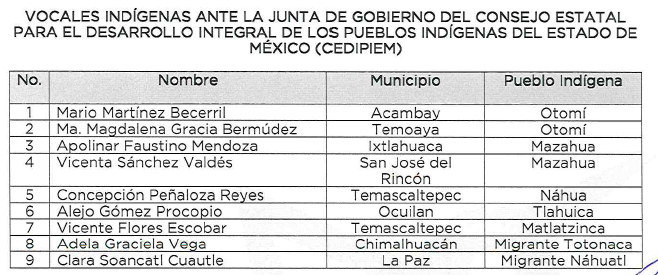 VOCALES INDÍGENAS ANTE LA JUNTA DE GOBIERNO DEL CONSEJO ESTATAL
PARA EL DESARROLLO INTEGRAL DE LOS PUEBLOS INDÍGENAS DEL ESTADO DE
MÉXICO (CEDIPIEM)
No. Nombre Municipio Pueblo Indígena
1 Mario Martínez Becerril Acambay Otomí
2 Ma. Magdalena Gracia Bermúdez Temoaya Otomí
3 Apolinar Faustino Mendoza Ixtlahuaca Mazahua
4 Vicenta Sánchez Valdés San José del Mazahua
Rincón
5 Concepción Peñaloza Reyes Temascaltepec Náhua
6 Alejo Gómez Procopio Ocuilan Tlahuica
7 Vicente Flores Escobar Temascaltepec Matlatzinca
8 Adela Graciela Vega Chimalhuacán Migrante Totonaca
9 Clara Soancatl Cuautle La Paz Migrante Náhuatl